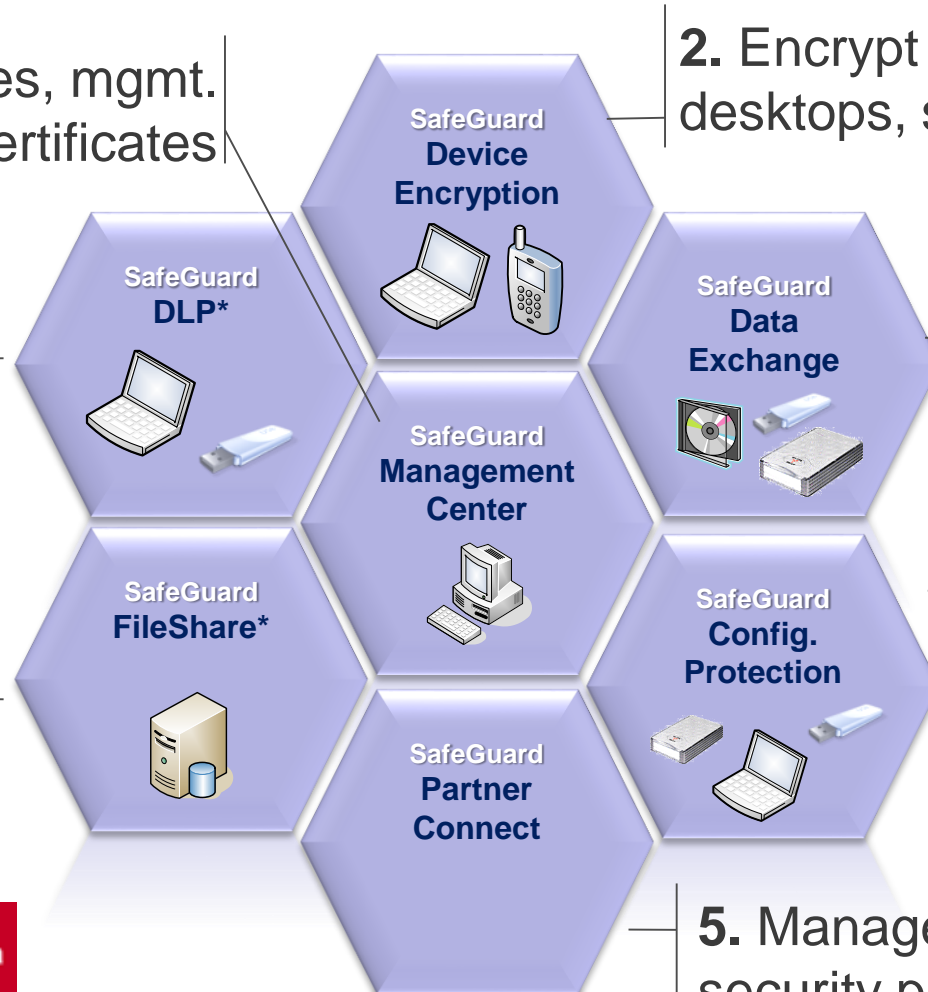 es, mgmt.
ertificates
2. Encrypt
desktops, s
SafeGuard
Device
Encryption
SafeGuard
DLP*
SafeGuard
Data
Exchange
SafeGuard
Management
Center
SafeGuard
FileShare*
SafeGuard
Config.
Protection
SafeGuard
Partner
Connect
5. Manage
security p